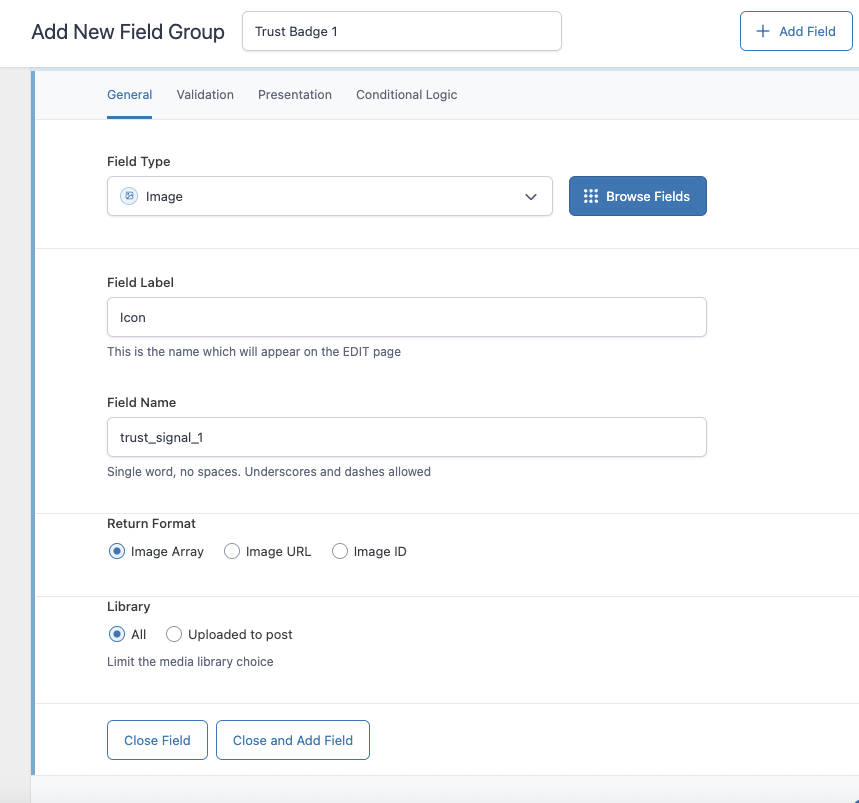 Add New Field Group
Trust Badge 1
Add Field
General Validation Presentation Conditional Logic
Field Type
Image
Browse Fields
Field Label
Icon
This is the name which will appear on the EDIT page
Field Name
trust_signal_1
Single word, no spaces. Underscores and dashes allowed
Return Format
Image Array Image URL Image ID
Library
All Uploaded to post
Limit the media library choice
Close Field Close and Add Field